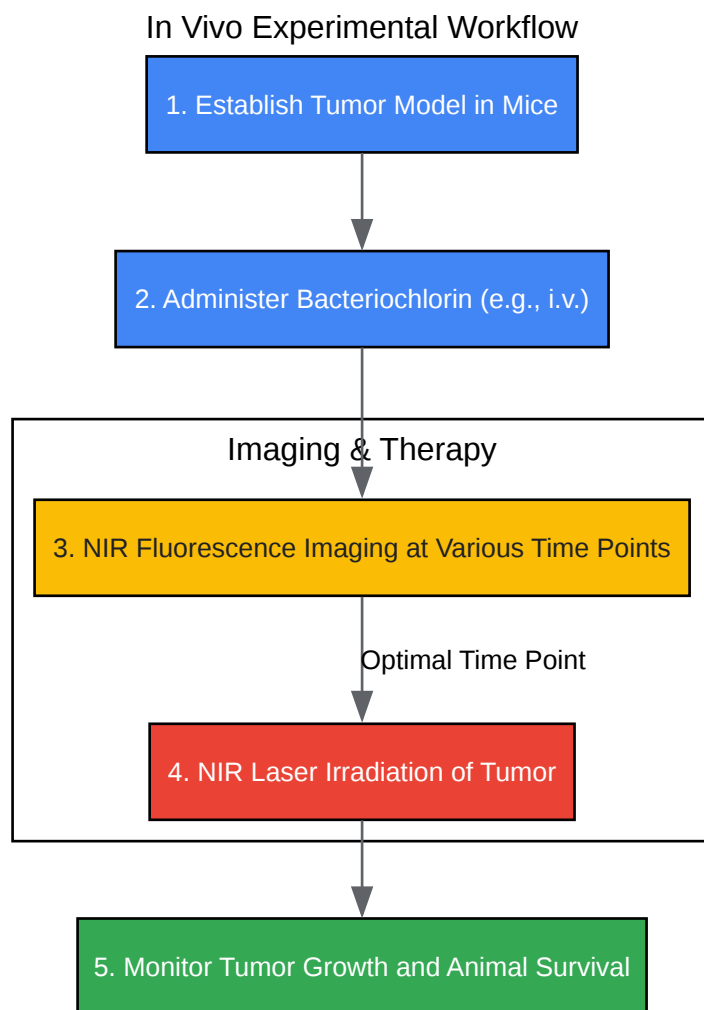 In Vivo Experimental Workflow
1. Establish Tumor Model in Mice
2. Administer Bacteriochlorin (e.g., i.v.)
Imaging & Therapy
3. NIR Fluorescence Imaging at Various Time Points
Optimal Time Point
4. NIR Laser Irradiation of Tumor
5. Monitor Tumor Growth and Animal Survival